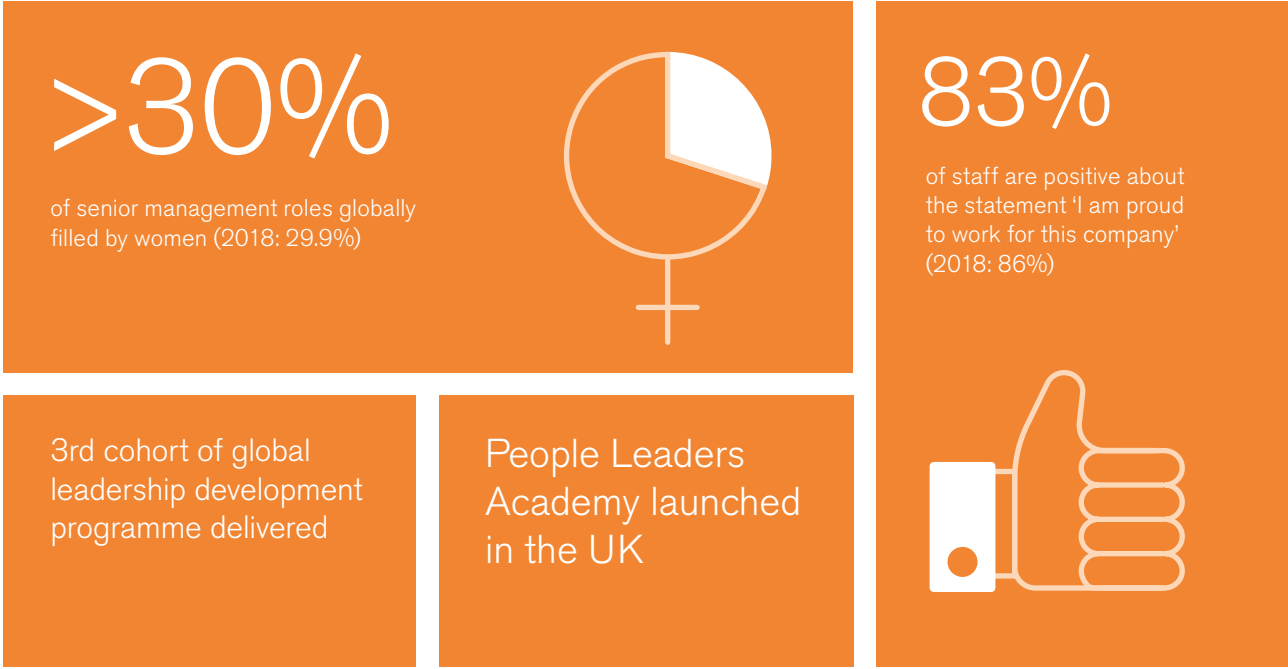 >30%
of senior management roles globally
filled by women (2018: 29.9%)
83%
of staff are positive about
the statement ‘I am proud
to work for this company’
(2018: 86%)
3rd cohort of global
leadership development
programme delivered
People Leaders
Academy launched
in the UK